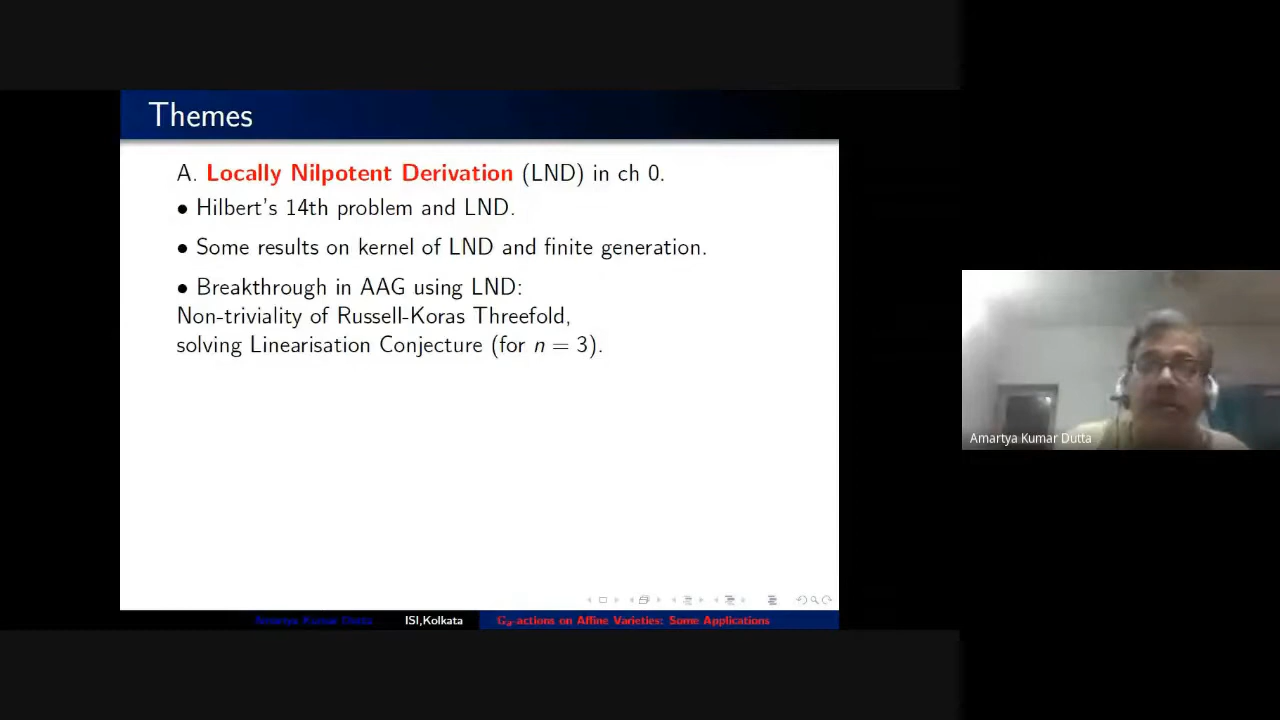 Themes
A. Locally Nilpotent Derivation (LND) in ch 0.
• Hilbert's 14th problem and LND.
• Some results on kernel of LND and finite generation.
• Breakthrough in AAG using LND:
Non-triviality of Russell-Koras Threefold,
solving Linearisation Conjecture (for n = 3).
Amartya Kumar Dutta
Amartya Kumar Dutta ISI,Kolkata Gₐ-actions on Affine Varieties: Some Applications